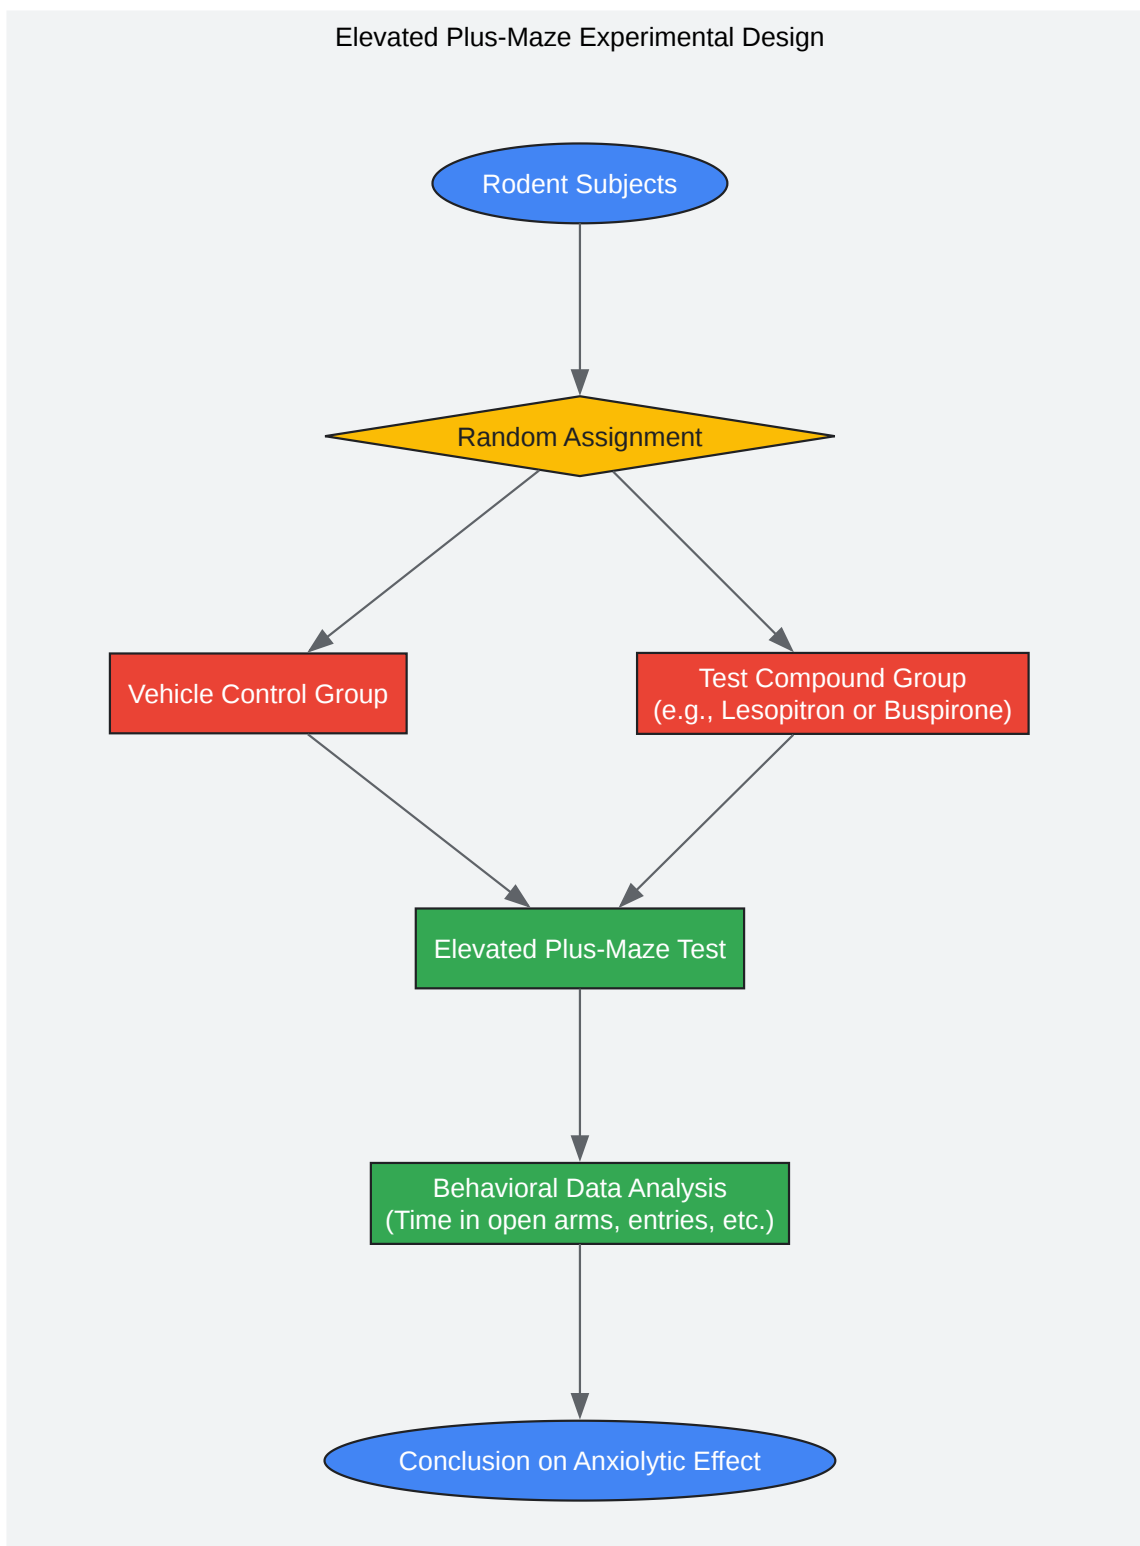 Elevated Plus-Maze Experimental Design
Rodent Subjects
Random Assignment
Vehicle Control Group
Test Compound Group
(e.g., Lesopitron or Buspirone)
Elevated Plus-Maze Test
Behavioral Data Analysis
(Time in open arms, entries, etc.)
Conclusion on Anxiolytic Effect